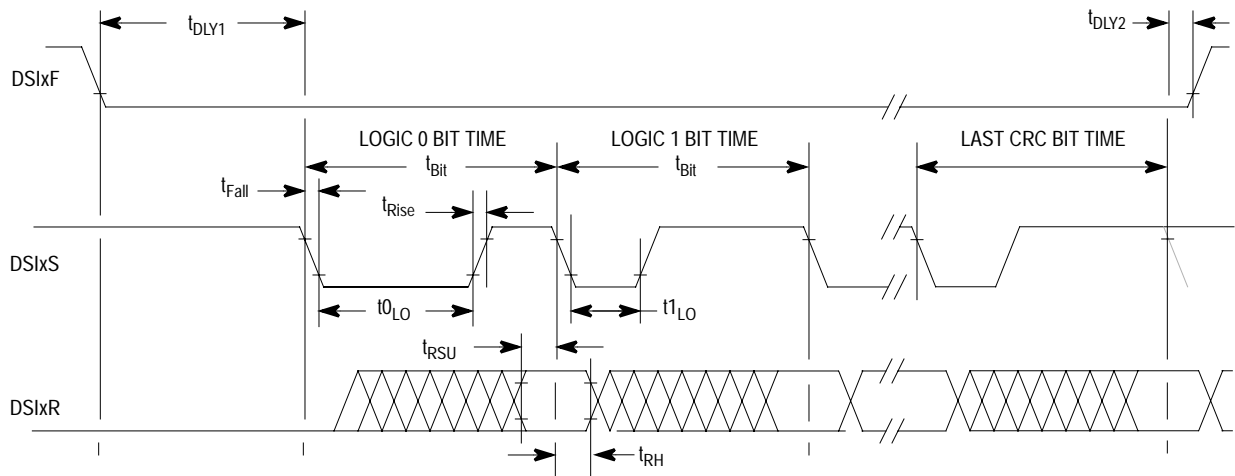 tDLY1
tDLY2
DSIxF
LOGIC 0 BIT TIME
LOGIC 1 BIT TIME
LAST CRC BIT TIME
tBit
tBit
tFall
tRise
DSIxS
t0LO
t1LO
tRSU
DSIxR
tRH